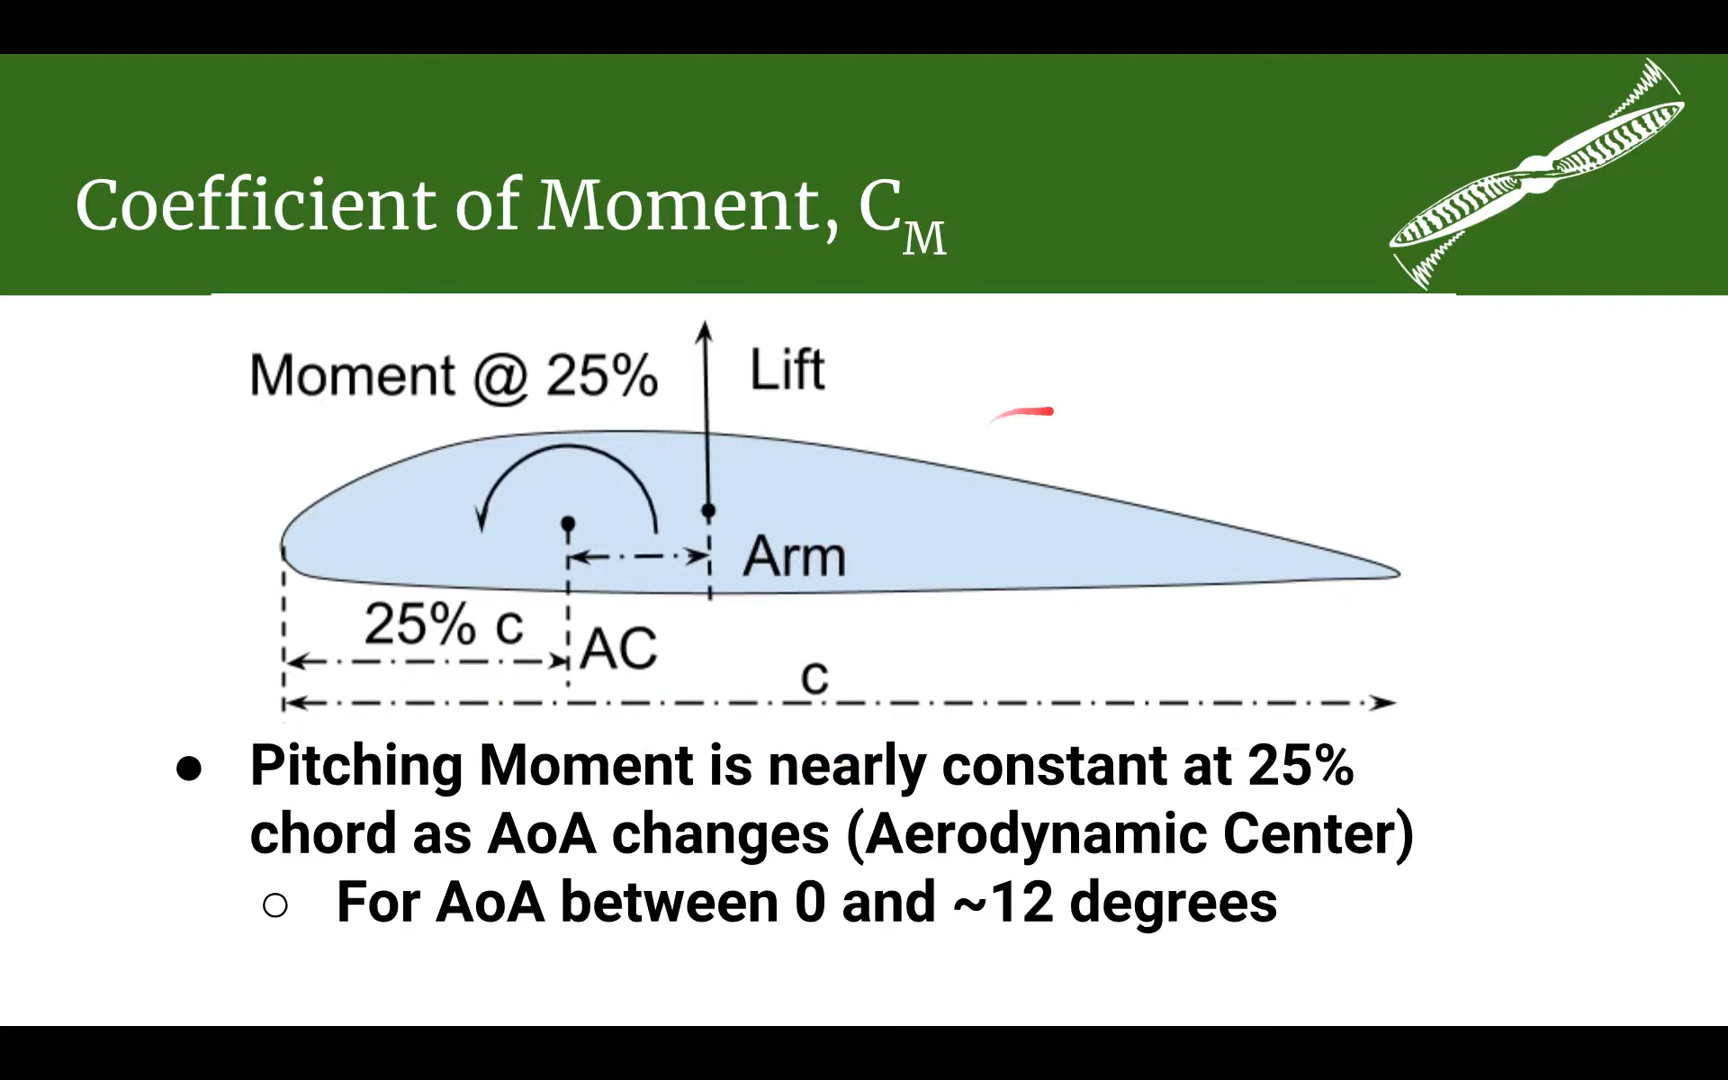 Coefficient of Moment, C_M
Moment @ 25%
Lift
Arm
25% c
AC
c
● Pitching Moment is nearly constant at 25%
chord as AoA changes (Aerodynamic Center)
○ For AoA between 0 and ~12 degrees